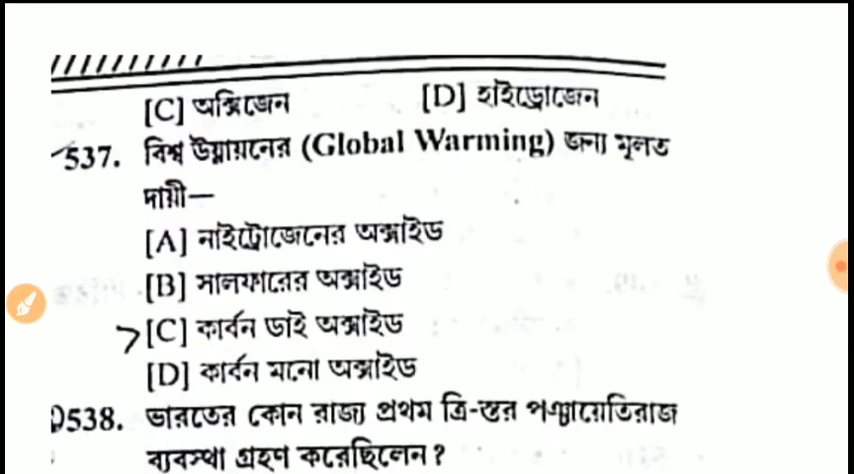 [C] অক্সিজেন [D] হাইড্রোজেন
537. বিশ্ব উষ্ণায়নের (Global Warming) জন্য মূলত
দায়ী—
[A] নাইট্রোজেনের অক্সাইড
[B] সালফারের অক্সাইড
[C] কার্বন ডাই অক্সাইড
[D] কার্বন মনো অক্সাইড
538. ভারতের কোন রাজ্য প্রথম ত্রি-স্তর পঞ্চায়েতিরাজ
ব্যবস্থা গ্রহণ করেছিলেন?